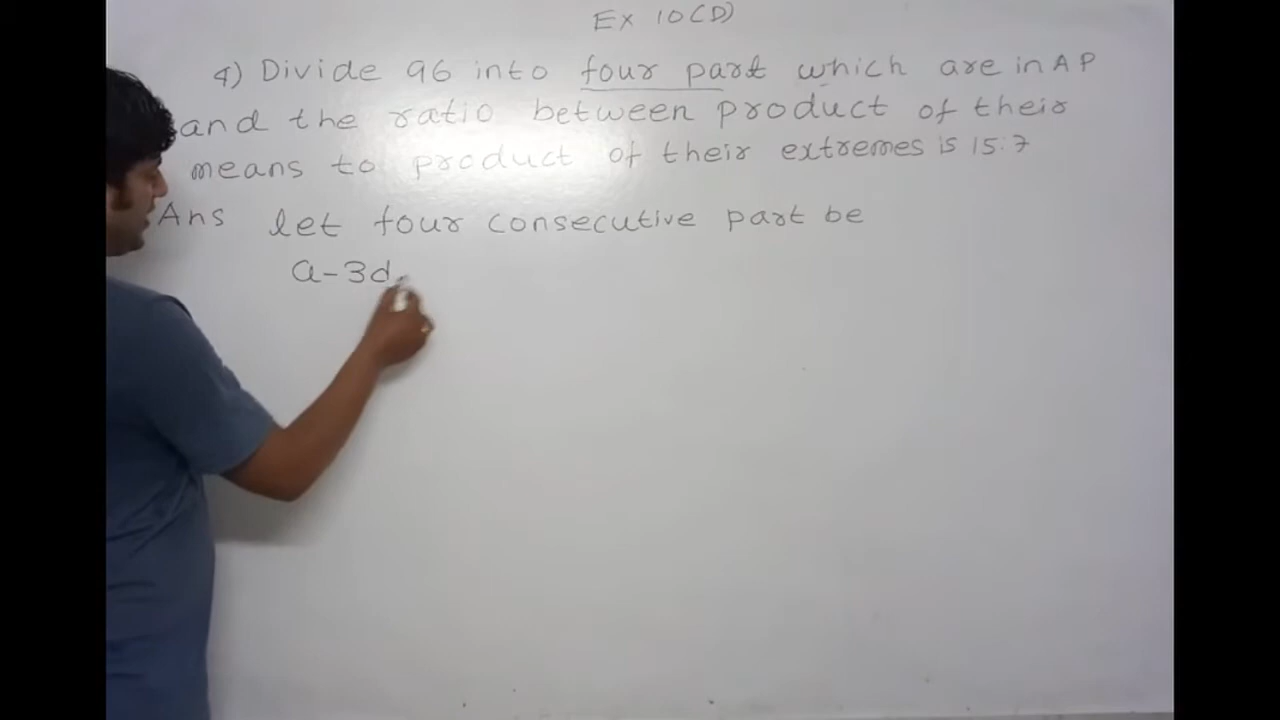 Ex 10(D)
4) Divide 96 into four part which are in AP
and the ratio between product of their
means to product of their extremes is 15:7
Ans let four consecutive part be
a-3d,